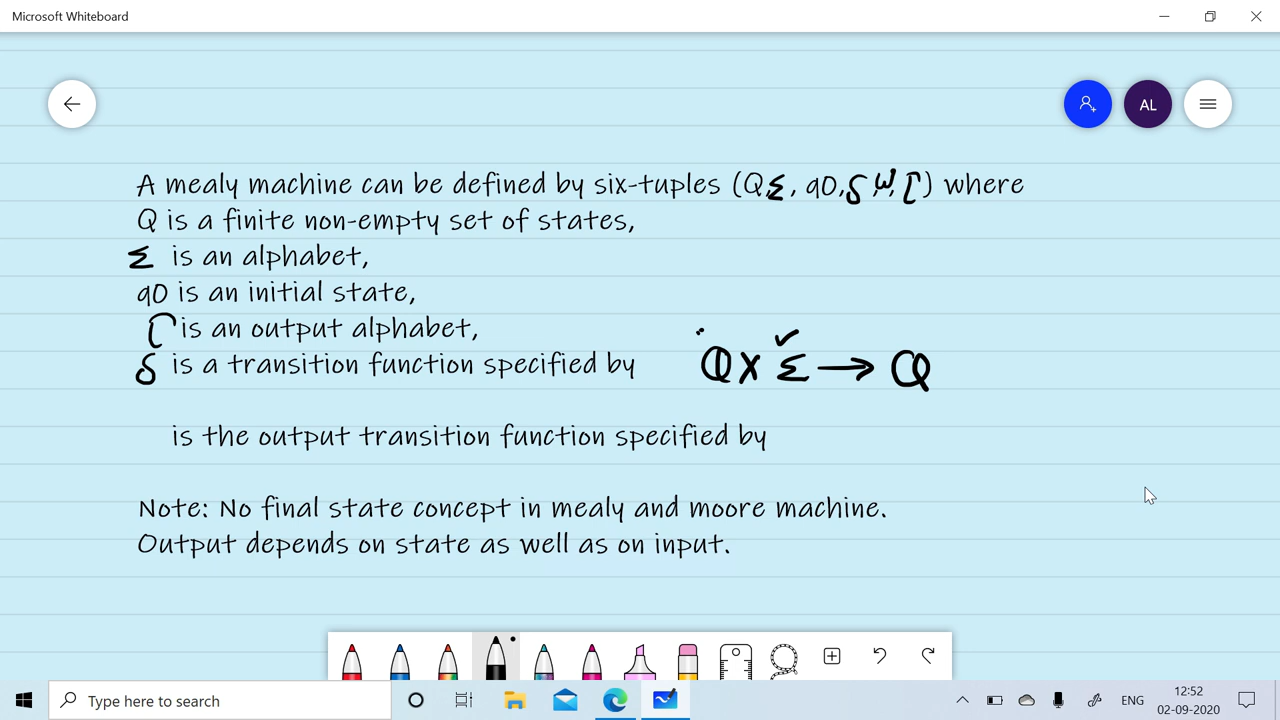 Microsoft Whiteboard
AL
A mealy machine can be defined by six-tuples (Q,Σ, q0,δ,ω,Γ) where
Q is a finite non-empty set of states,
Σ is an alphabet,
q0 is an initial state,
Γ is an output alphabet,
δ is a transition function specified by Q X Σ → Q
is the output transition function specified by
Note: No final state concept in mealy and moore machine.
Output depends on state as well as on input.
Type here to search
ENG
12:52
02-09-2020